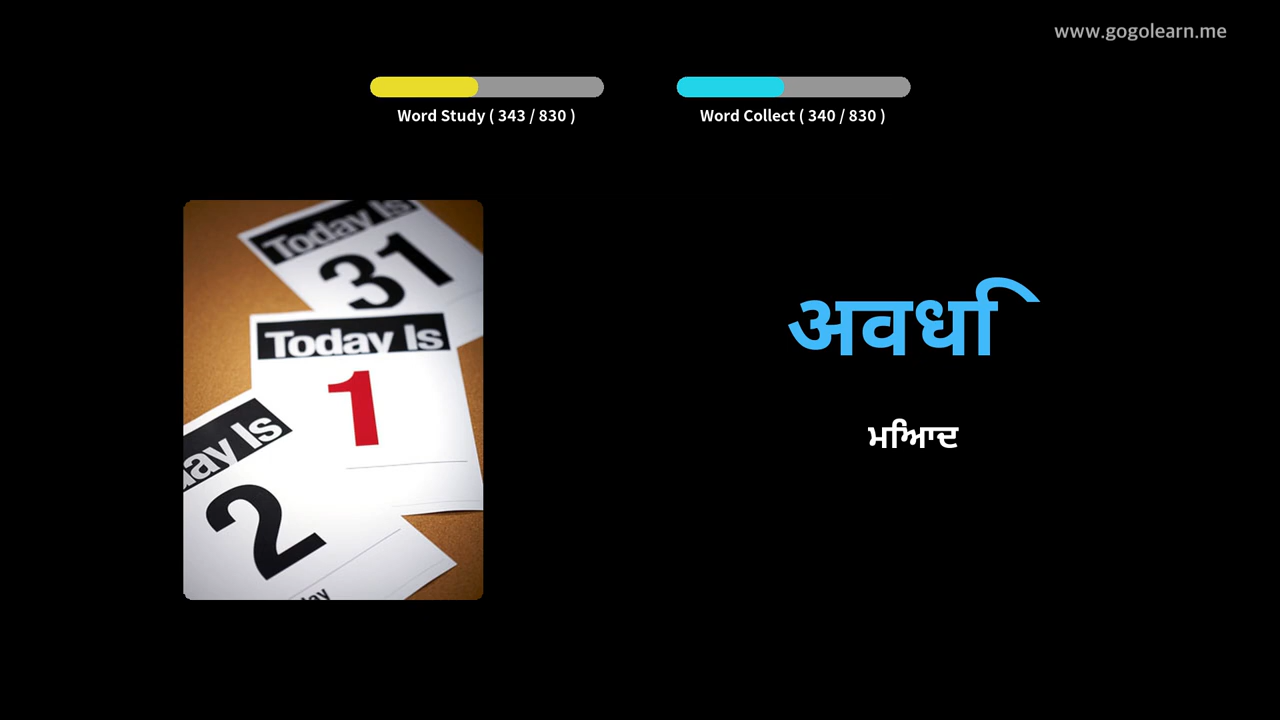 www.gogolearn.me
Word Study ( 343 / 830 )
Word Collect ( 340 / 830 )
Today Is
31
Today Is
1
ay Is
2
अवधि
ਮਿਆਦ